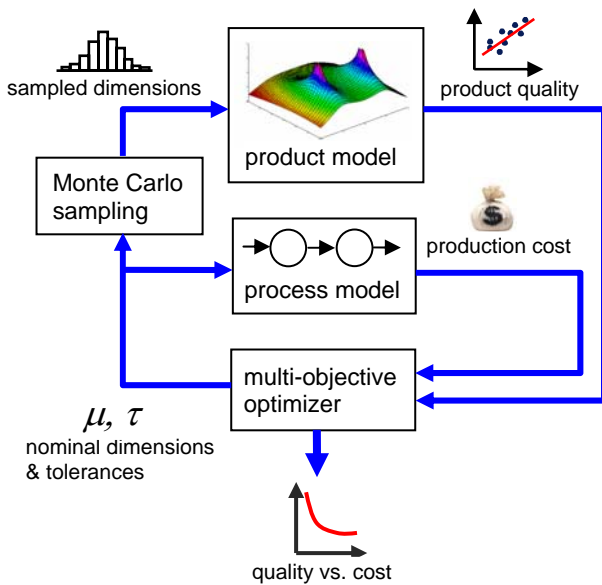 sampled dimensions
product quality
product model
Monte Carlo
sampling
$
production cost
process model
multi-objective
optimizer
μ, τ
nominal dimensions
& tolerances
quality vs. cost